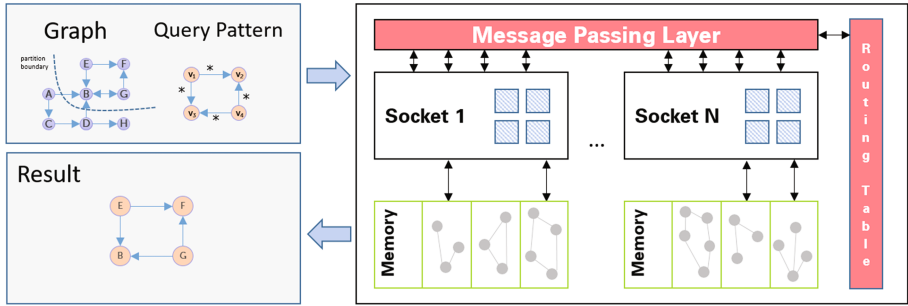 Graph
Query Pattern
partition
boundary
E
F
A
B
G
C
D
H
v1
*
v2
*
*
v3
*
v4
Result
E
F
B
G
Message Passing Layer
Socket 1
...
Socket N
Memory
Memory
Routing Table